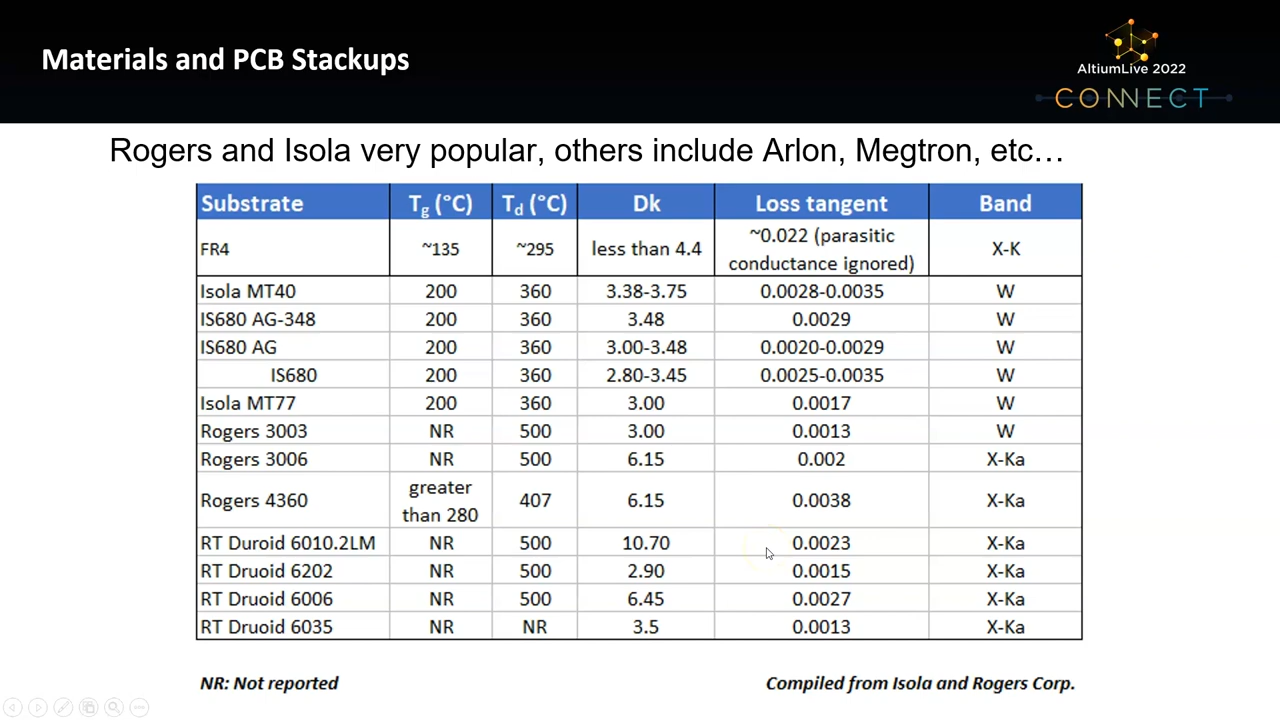 Materials and PCB Stackups
AltiumLive 2022
CONNECT
Rogers and Isola very popular, others include Arlon, Megtron, etc…
Substrate Tg (°C) Td (°C) Dk Loss tangent Band
FR4 ~135 ~295 less than 4.4 ~0.022 (parasitic conductance ignored) X-K
Isola MT40 200 360 3.38-3.75 0.0028-0.0035 W
IS680 AG-348 200 360 3.48 0.0029 W
IS680 AG 200 360 3.00-3.48 0.0020-0.0029 W
IS680 200 360 2.80-3.45 0.0025-0.0035 W
Isola MT77 200 360 3.00 0.0017 W
Rogers 3003 NR 500 3.00 0.0013 W
Rogers 3006 NR 500 6.15 0.002 X-Ka
Rogers 4360 greater than 280 407 6.15 0.0038 X-Ka
RT Duroid 6010.2LM NR 500 10.70 0.0023 X-Ka
RT Druoid 6202 NR 500 2.90 0.0015 X-Ka
RT Druoid 6006 NR 500 6.45 0.0027 X-Ka
RT Druoid 6035 NR NR 3.5 0.0013 X-Ka
NR: Not reported
Compiled from Isola and Rogers Corp.